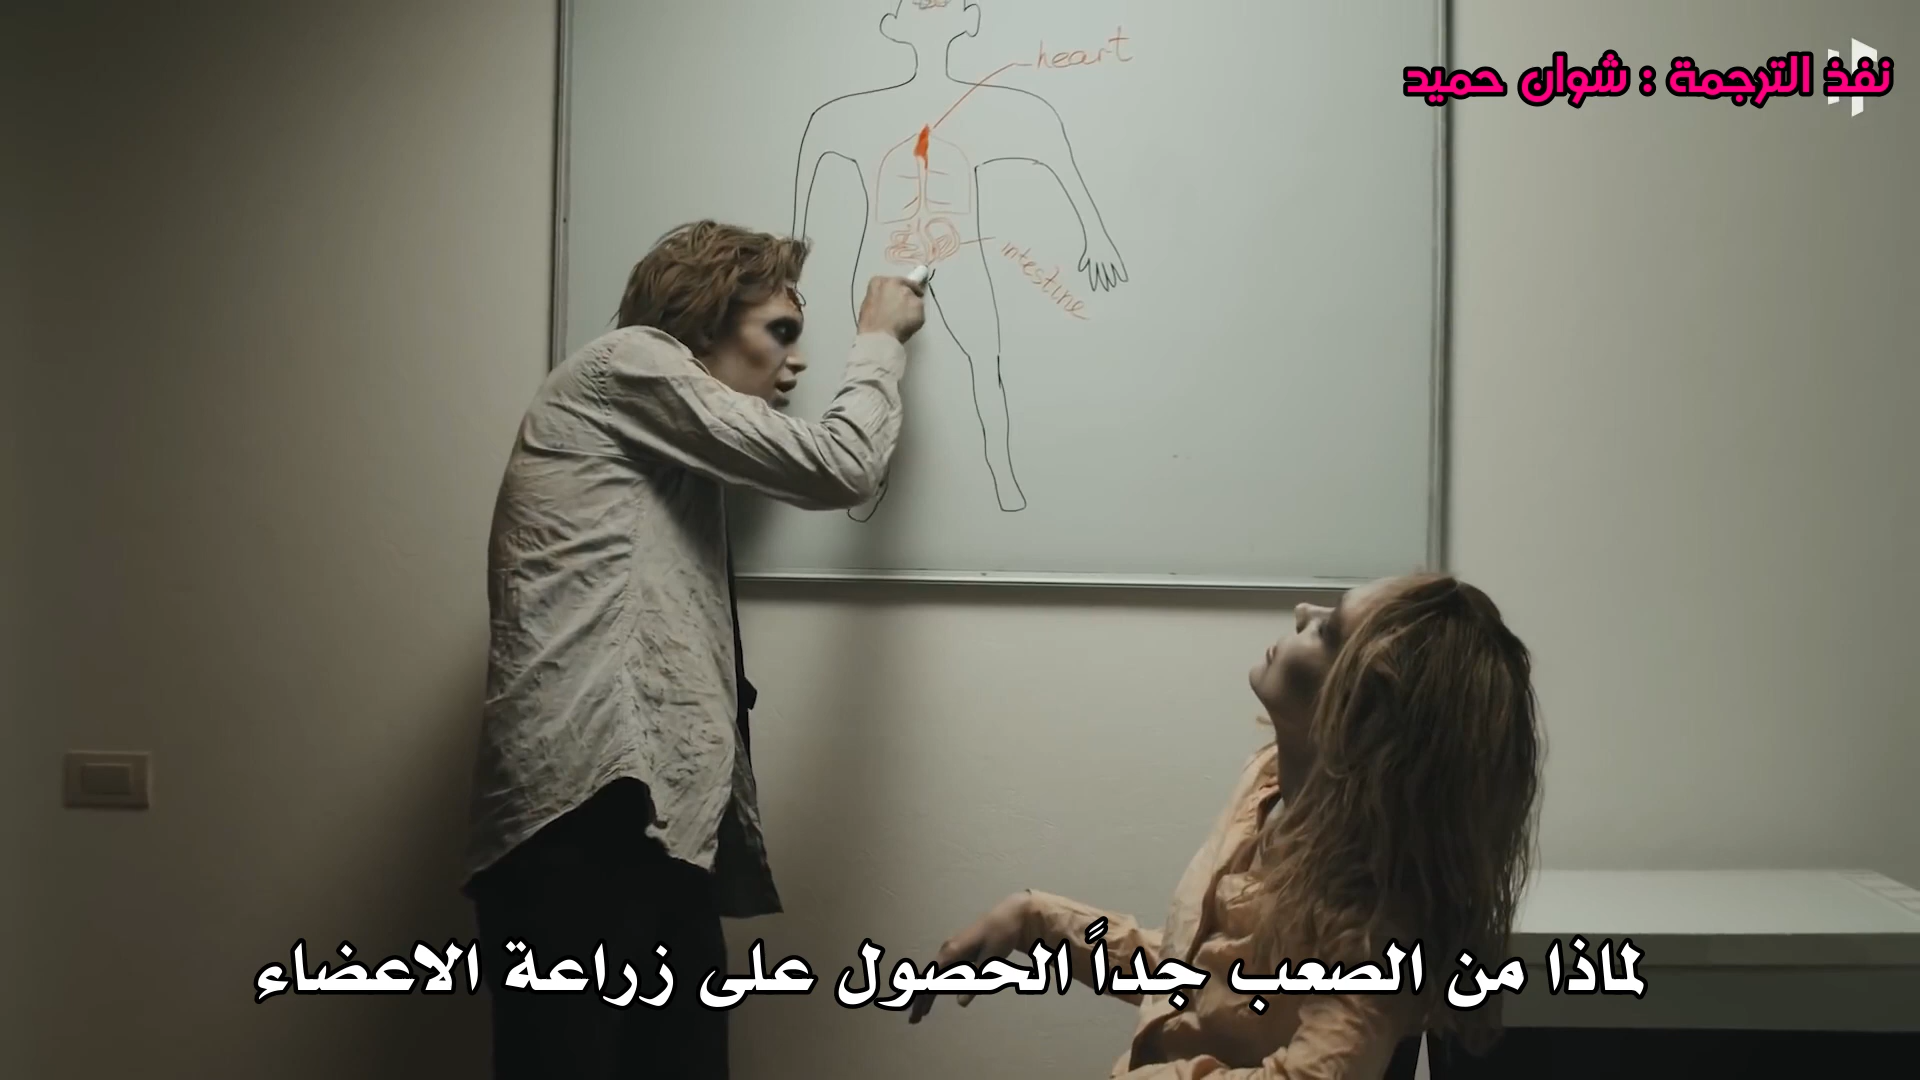 heart
نفذ الترجمة : شوان حميد
intestine
لماذا من الصعب جداً الحصول على زراعة الاعضاء